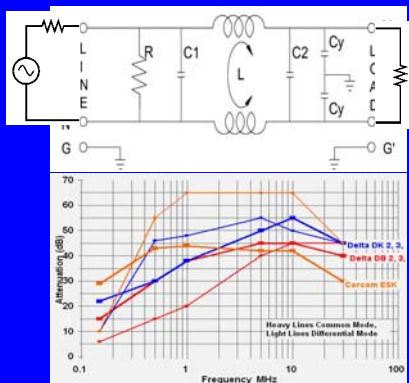 LINE
R
C1
L
C2
Cy
Cy
LOAD
N
G
G'
70
60
50
40
30
20
10
0
Attenuation (dB)
0.1
1
10
100
Frequency MHz
Delta DK 2, 3,
Delta DB 2, 3,
Corcom ESK
Heavy Lines Common Mode,
Light Lines Differential Mode